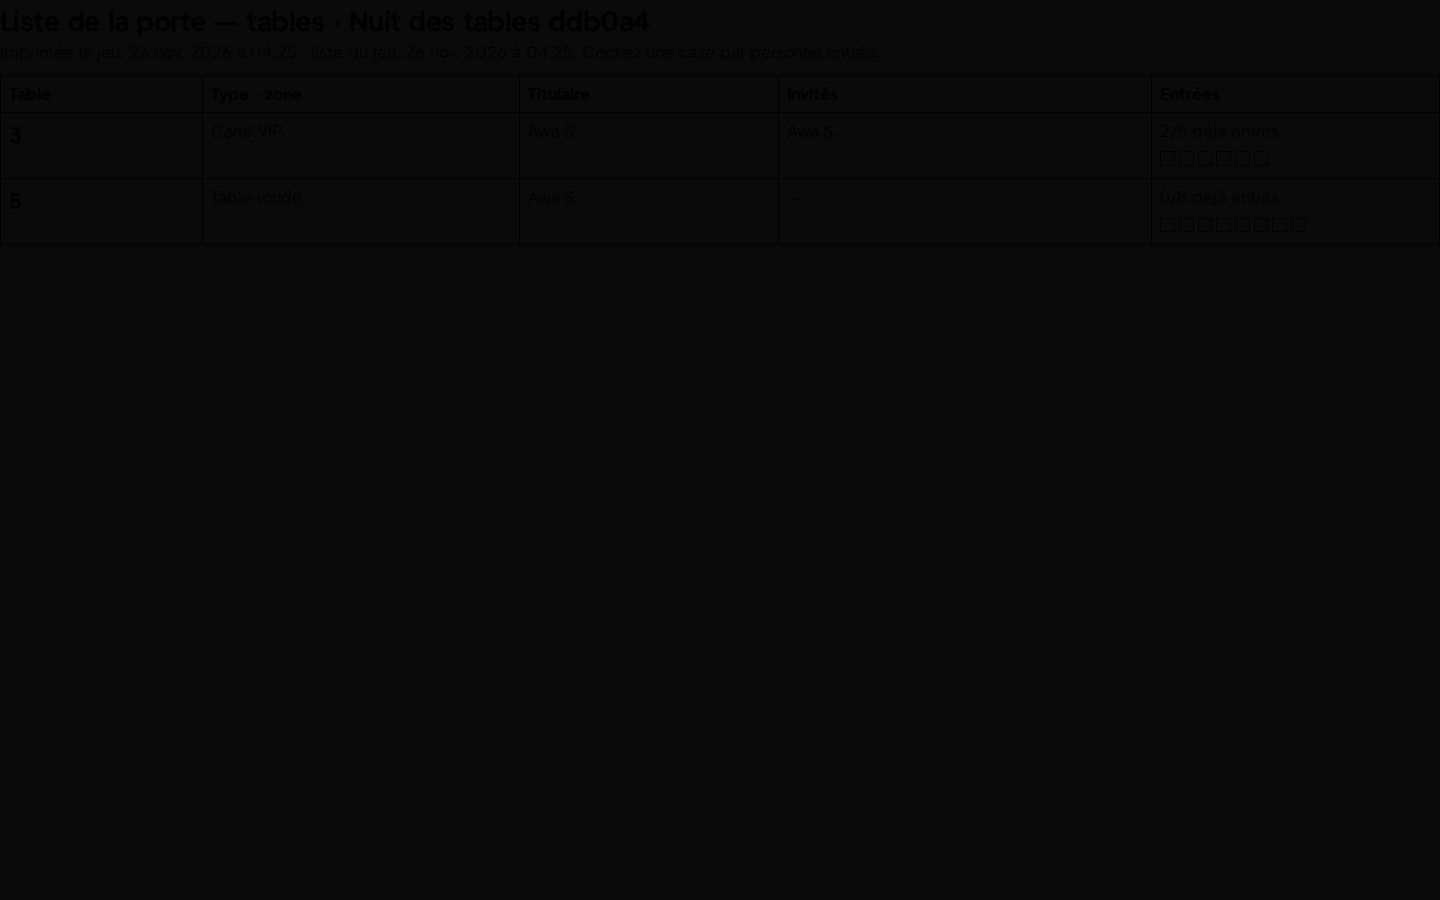 Liste de la porte — tables · Nuit des tables ddb0a4
Imprimée le jeu. 26 nov. 2026 à 04:25 · liste du jeu. 26 nov. 2026 à 04:25. Cochez une case par personne entrée.
Table Type · zone Titulaire Invités Entrées
3 Carré VIP Awa S. Awa S. 2/6 déjà entrés
☐☐☐☐☐☐
5 Table ronde Awa S. — 0/8 déjà entrés
☐☐☐☐☐☐☐☐